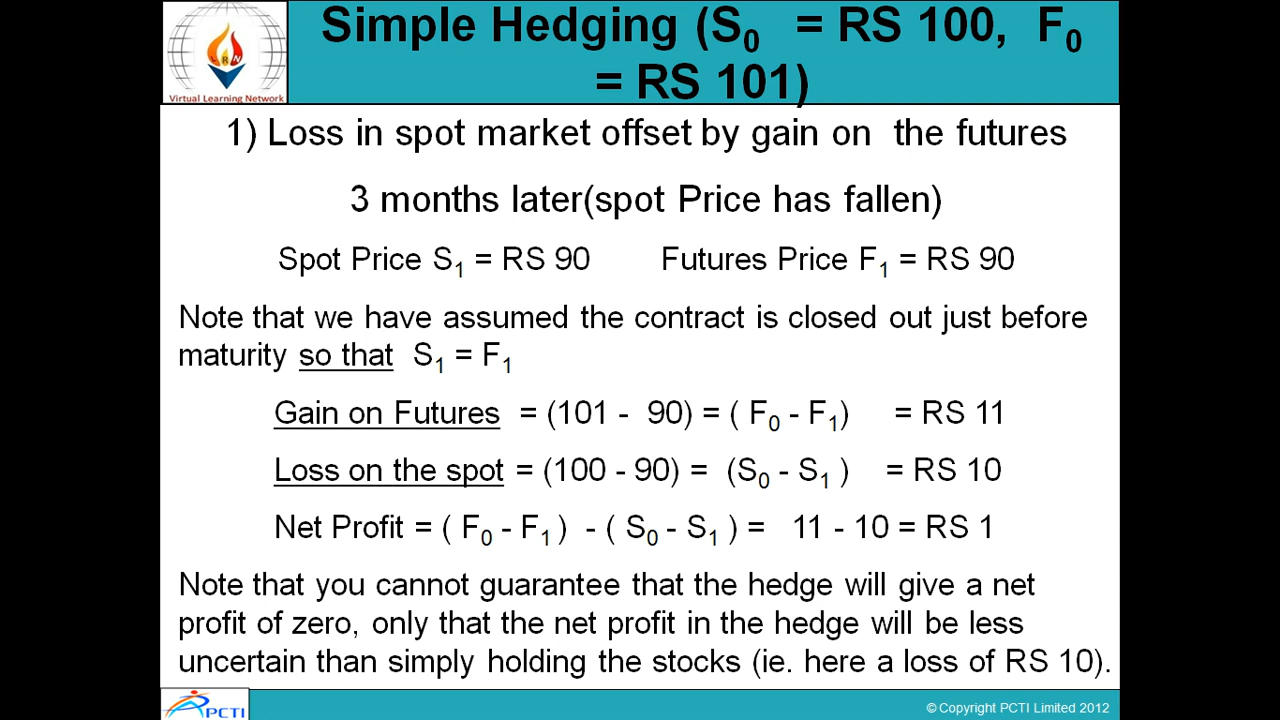 Simple Hedging (S₀ = RS 100, F₀
= RS 101)
LRN
Virtual Learning Network
1) Loss in spot market offset by gain on the futures
3 months later(spot Price has fallen)
Spot Price S₁ = RS 90 Futures Price F₁ = RS 90
Note that we have assumed the contract is closed out just before
maturity so that S₁ = F₁
Gain on Futures = (101 - 90) = ( F₀ - F₁) = RS 11
Loss on the spot = (100 - 90) = (S₀ - S₁ ) = RS 10
Net Profit = ( F₀ - F₁ ) - ( S₀ - S₁ ) = 11 - 10 = RS 1
Note that you cannot guarantee that the hedge will give a net
profit of zero, only that the net profit in the hedge will be less
uncertain than simply holding the stocks (ie. here a loss of RS 10).
PCTI
© Copyright PCTI Limited 2012